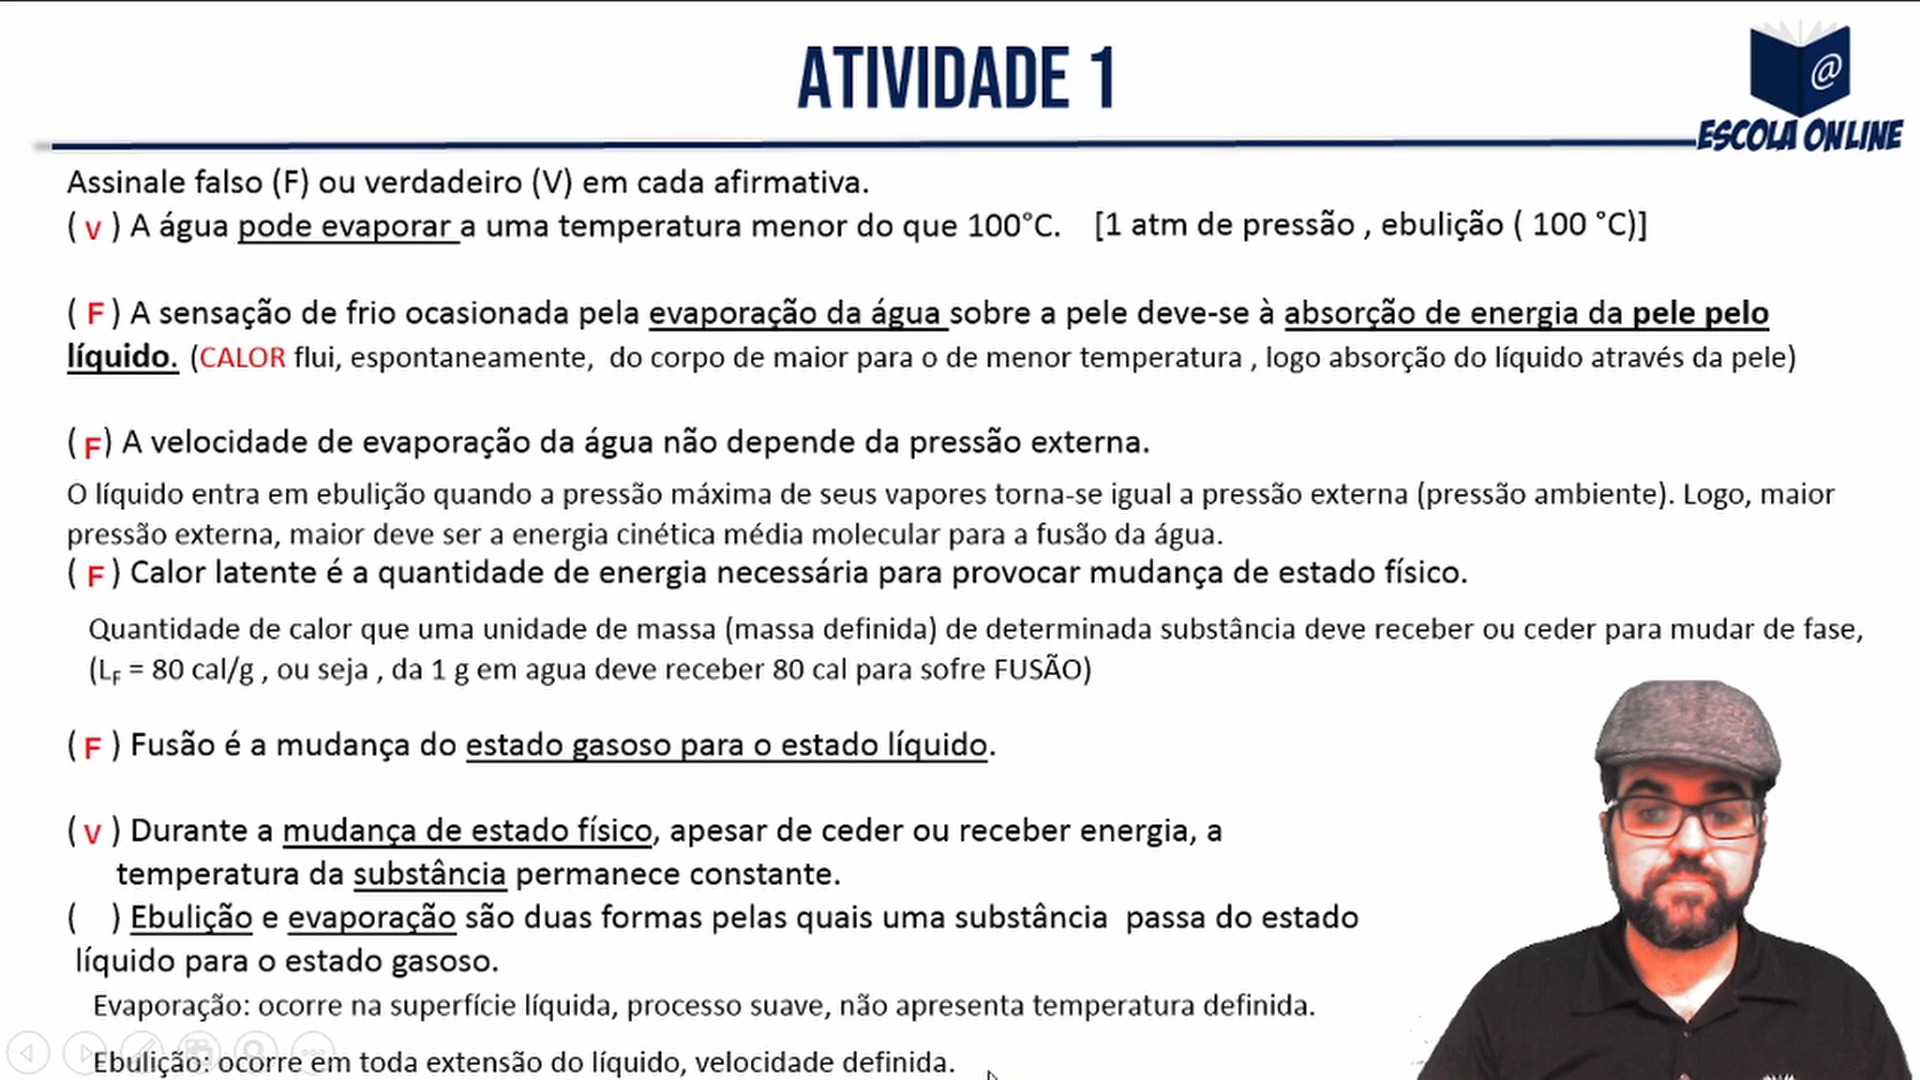 ATIVIDADE 1
@
ESCOLA ONLINE
Assinale falso (F) ou verdadeiro (V) em cada afirmativa.
( V ) A água pode evaporar a uma temperatura menor do que 100°C. [1 atm de pressão , ebulição ( 100 °C)]
( F ) A sensação de frio ocasionada pela evaporação da água sobre a pele deve-se à absorção de energia da pele pelo
líquido. (CALOR flui, espontaneamente, do corpo de maior para o de menor temperatura , logo absorção do líquido através da pele)
( F ) A velocidade de evaporação da água não depende da pressão externa.
O líquido entra em ebulição quando a pressão máxima de seus vapores torna-se igual a pressão externa (pressão ambiente). Logo, maior
pressão externa, maior deve ser a energia cinética média molecular para a fusão da água.
( F ) Calor latente é a quantidade de energia necessária para provocar mudança de estado físico.
Quantidade de calor que uma unidade de massa (massa definida) de determinada substância deve receber ou ceder para mudar de fase,
(LF = 80 cal/g , ou seja , da 1 g em agua deve receber 80 cal para sofre FUSÃO)
( F ) Fusão é a mudança do estado gasoso para o estado líquido.
( V ) Durante a mudança de estado físico, apesar de ceder ou receber energia, a
temperatura da substância permanece constante.
( ) Ebulição e evaporação são duas formas pelas quais uma substância passa do estado
líquido para o estado gasoso.
Evaporação: ocorre na superfície líquida, processo suave, não apresenta temperatura definida.
Ebulição: ocorre em toda extensão do líquido, velocidade definida.